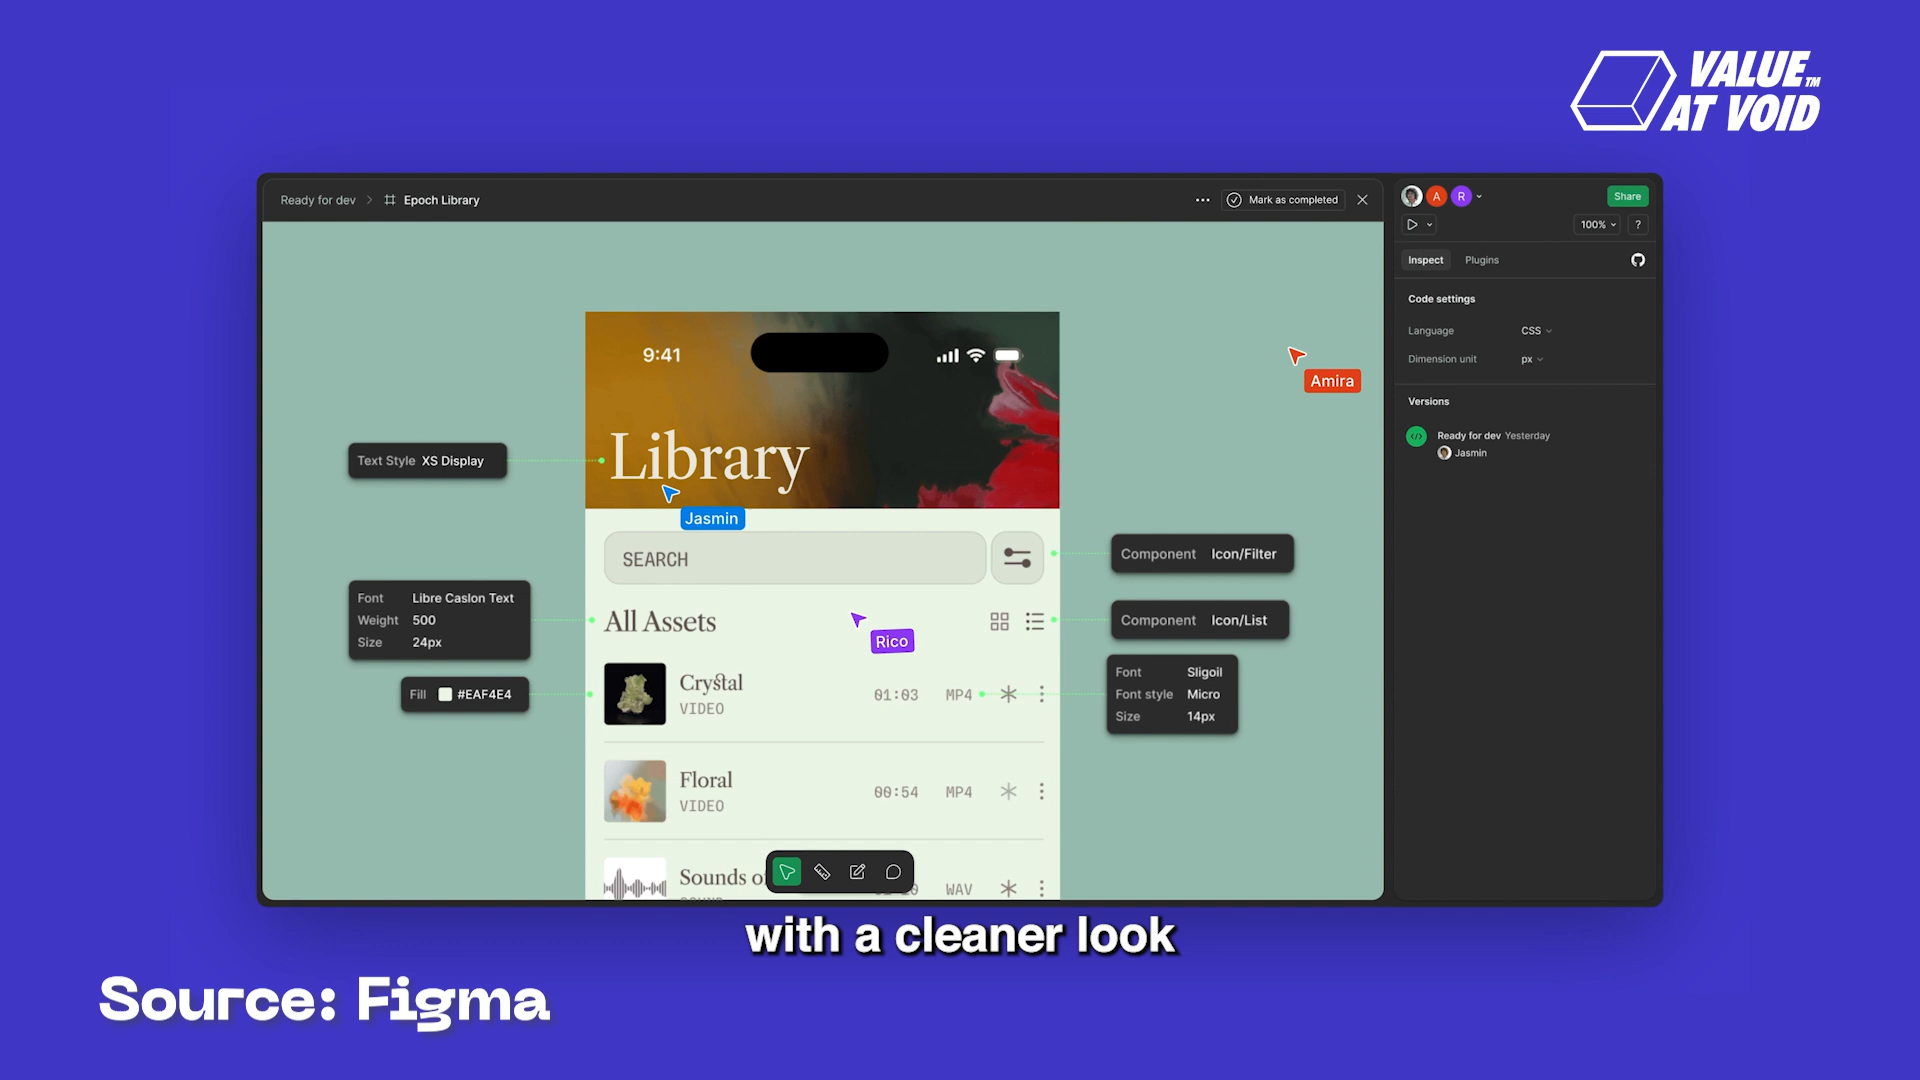 VALUE™
AT VOID
Ready for dev > Epoch Library
Mark as completed
A
R
Share
100%
?
Inspect
Plugins
Code settings
Language CSS
Dimension unit px
Versions
Ready for dev Yesterday
Jasmin
9:41
Library
Jasmin
Amira
Text Style XS Display
SEARCH
Component Icon/Filter
Font Libre Caslon Text
Weight 500
Size 24px
All Assets
Rico
Component Icon/List
Fill #EAF4E4
Crystal
VIDEO
01:03 MP4
Font Sligoil
Font style Micro
Size 14px
Floral
VIDEO
00:54 MP4
Sounds
WAV
with a cleaner look
Source: Figma